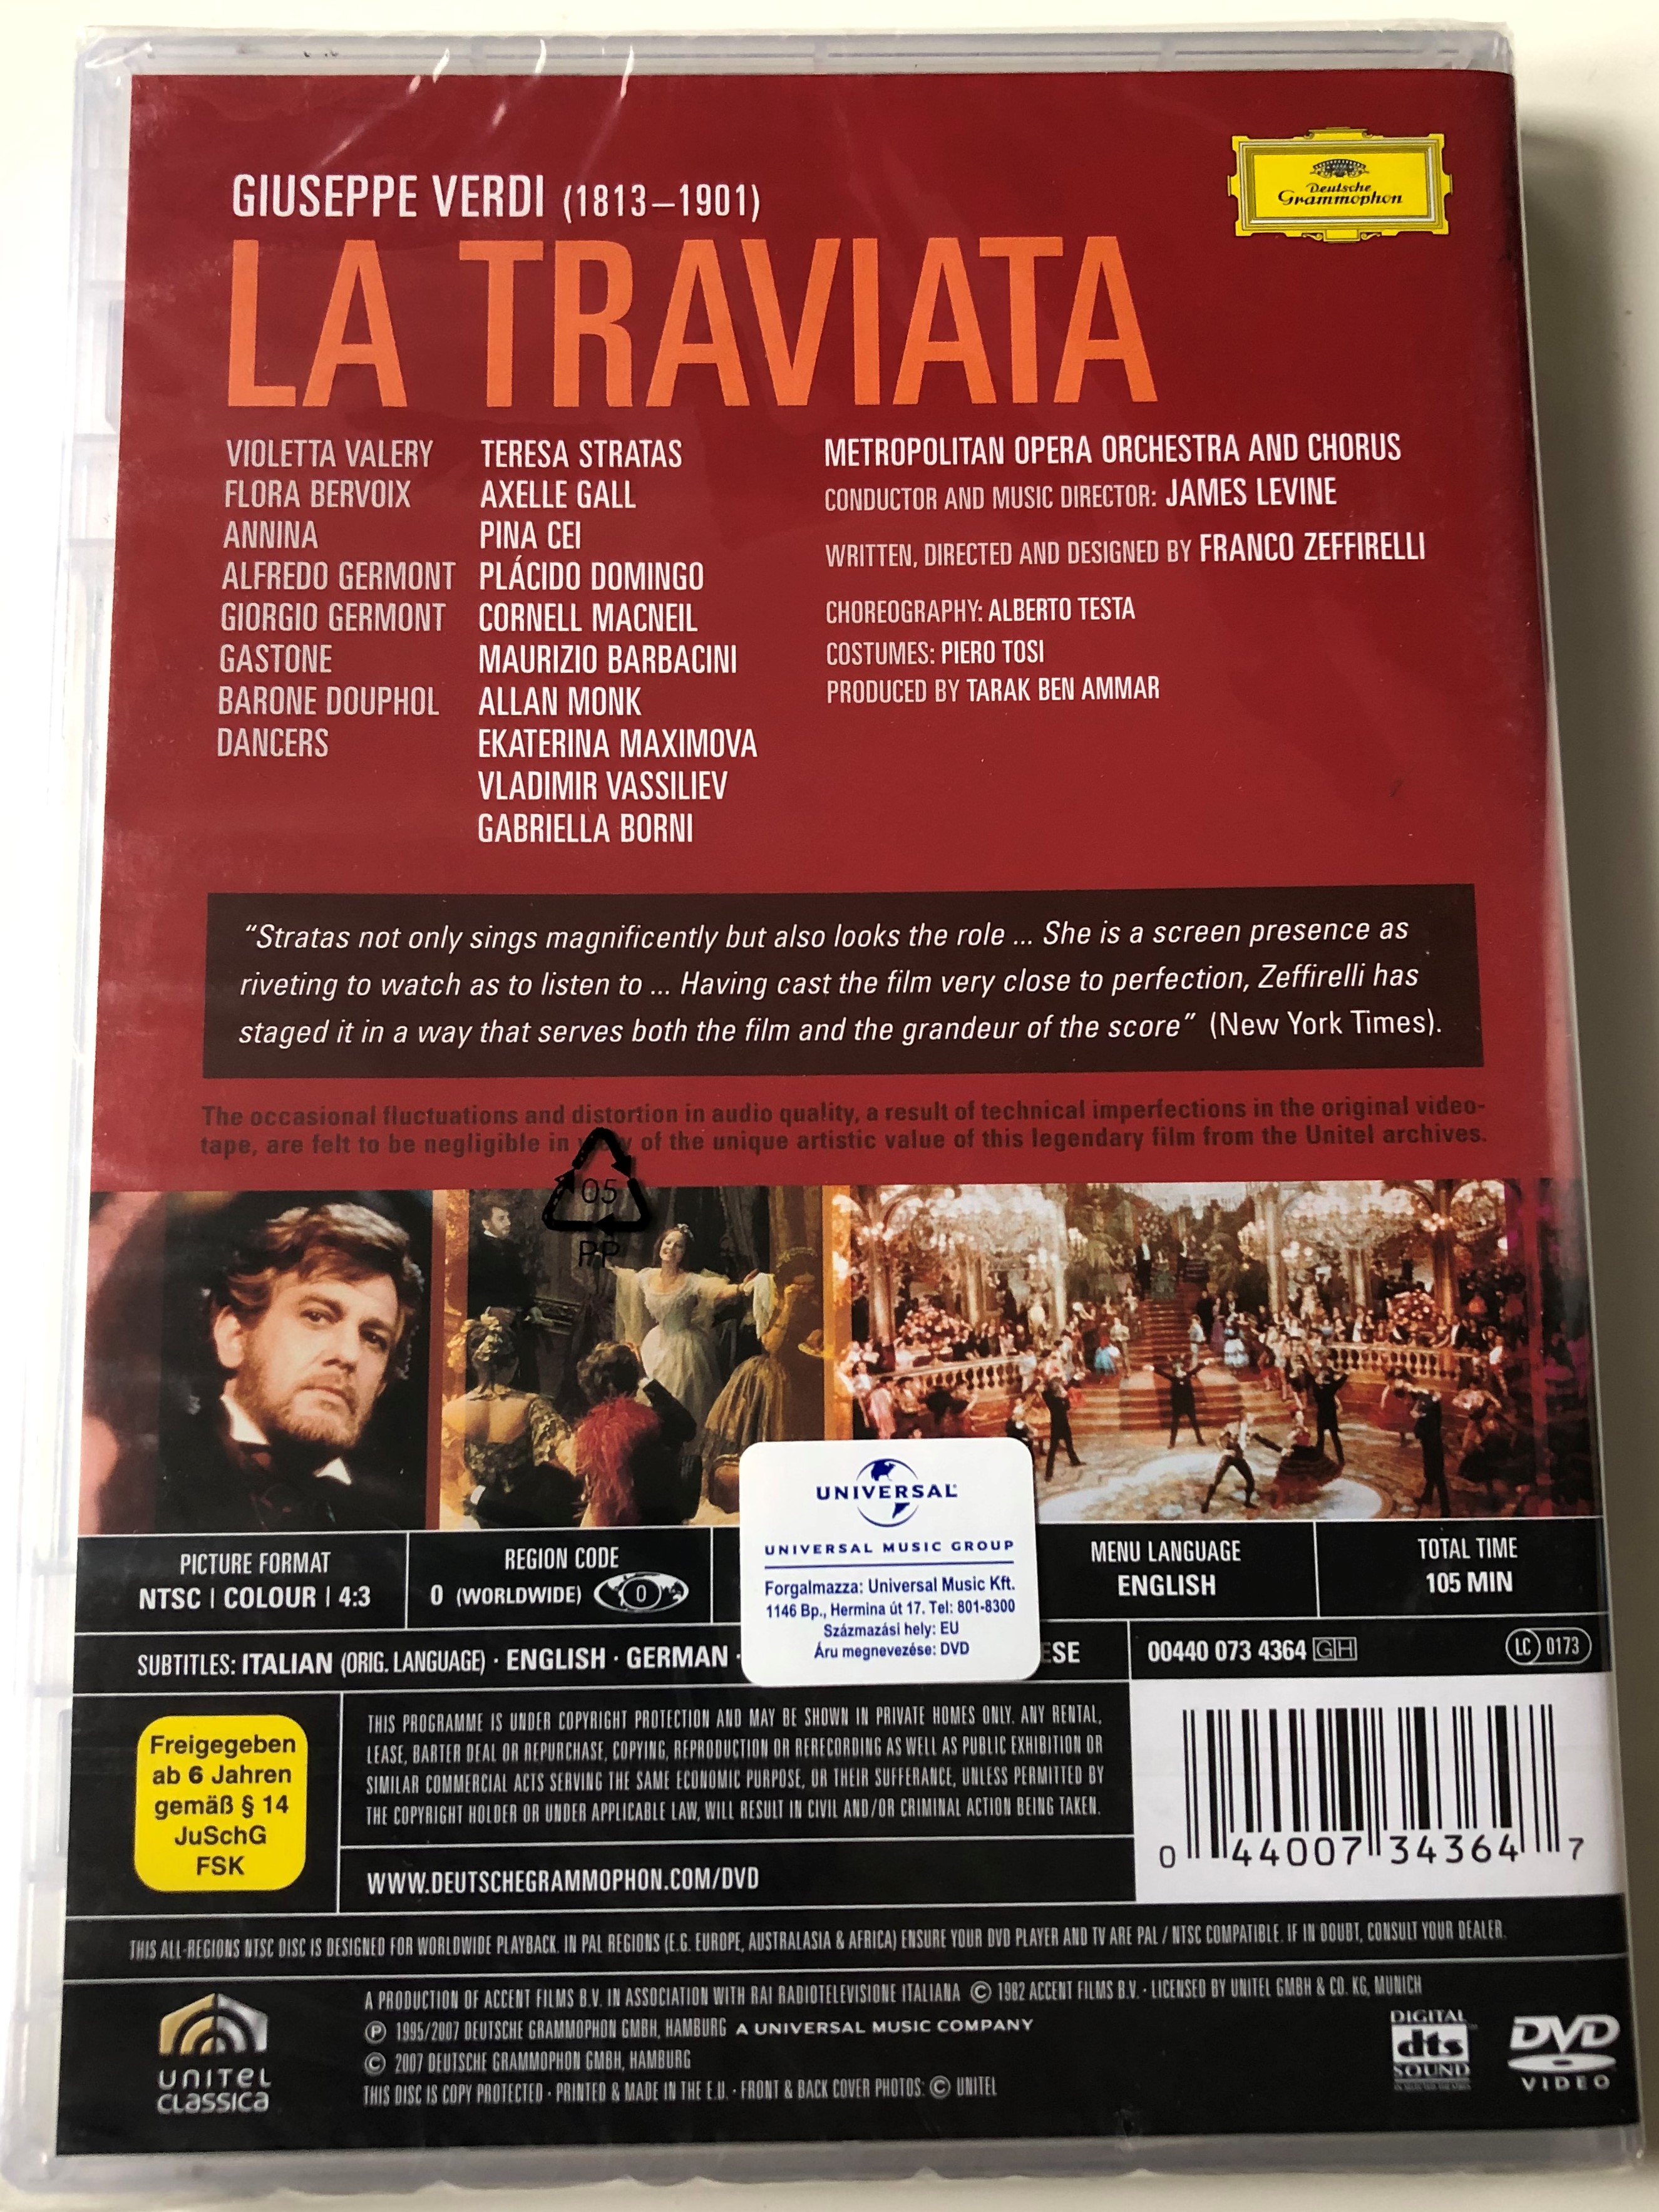 Deutsche
Grammophon
GIUSEPPE VERDI (1813–1901)
LA TRAVIATA
VIOLETTA VALERY TERESA STRATAS
FLORA BERVOIX AXELLE GALL
ANNINA PINA CEI
ALFREDO GERMONT PLÁCIDO DOMINGO
GIORGIO GERMONT CORNELL MACNEIL
GASTONE MAURIZIO BARBACINI
BARONE DOUPHOL ALLAN MONK
DANCERS EKATERINA MAXIMOVA
VLADIMIR VASSILIEV
GABRIELLA BORNI
METROPOLITAN OPERA ORCHESTRA AND CHORUS
CONDUCTOR AND MUSIC DIRECTOR: JAMES LEVINE
WRITTEN, DIRECTED AND DESIGNED BY FRANCO ZEFFIRELLI
CHOREOGRAPHY: ALBERTO TESTA
COSTUMES: PIERO TOSI
PRODUCED BY TARAK BEN AMMAR
“Stratas not only sings magnificently but also looks the role ... She is a screen presence as
riveting to watch as to listen to ... Having cast the film very close to perfection, Zeffirelli has
staged it in a way that serves both the film and the grandeur of the score” (New York Times).
The occasional fluctuations and distortion in audio quality, a result of technical imperfections in the original video-
tape, are felt to be negligible in of the unique artistic value of this legendary film from the Unitel archives.
05
PP
PICTURE FORMAT
NTSC | COLOUR | 4:3
REGION CODE
0 (WORLDWIDE) 0
UNIVERSAL
UNIVERSAL MUSIC GROUP
Forgalmazza: Universal Music Kft.
1146 Bp., Hermina út 17. Tel: 801-8300
Százmazási hely: EU
Áru megnevezése: DVD
MENU LANGUAGE
ENGLISH
TOTAL TIME
105 MIN
SUBTITLES: ITALIAN (ORIG. LANGUAGE) · ENGLISH · GERMAN ·
00440 073 4364 GH
LC 0173
Freigegeben
ab 6 Jahren
gemäß § 14
JuSchG
FSK
THIS PROGRAMME IS UNDER COPYRIGHT PROTECTION AND MAY BE SHOWN IN PRIVATE HOMES ONLY. ANY RENTAL,
LEASE, BARTER DEAL OR REPURCHASE, COPYING, REPRODUCTION OR RERECORDING AS WELL AS PUBLIC EXHIBITION OR
SIMILAR COMMERCIAL ACTS SERVING THE SAME ECONOMIC PURPOSE, OR THEIR SUFFERANCE, UNLESS PERMITTED BY
THE COPYRIGHT HOLDER OR UNDER APPLICABLE LAW, WILL RESULT IN CIVIL AND/OR CRIMINAL ACTION BEING TAKEN.
WWW.DEUTSCHEGRAMMOPHON.COM/DVD
0 44007 34364 7
THIS ALL-REGIONS NTSC DISC IS DESIGNED FOR WORLDWIDE PLAYBACK. IN PAL REGIONS (E.G. EUROPE, AUSTRALASIA & AFRICA) ENSURE YOUR DVD PLAYER AND TV ARE PAL / NTSC COMPATIBLE. IF IN DOUBT, CONSULT YOUR DEALER.
UNITEL
CLASSICA
A PRODUCTION OF ACCENT FILMS B.V. IN ASSOCIATION WITH RAI RADIOTELEVISIONE ITALIANA © 1982 ACCENT FILMS B.V. · LICENSED BY UNITEL GMBH & CO. KG, MUNICH
℗ 1995/2007 DEUTSCHE GRAMMOPHON GMBH, HAMBURG A UNIVERSAL MUSIC COMPANY
© 2007 DEUTSCHE GRAMMOPHON GMBH, HAMBURG
THIS DISC IS COPY PROTECTED · PRINTED & MADE IN THE E.U. · FRONT & BACK COVER PHOTOS: © UNITEL
DIGITAL
dts
SOUND
DVD
VIDEO